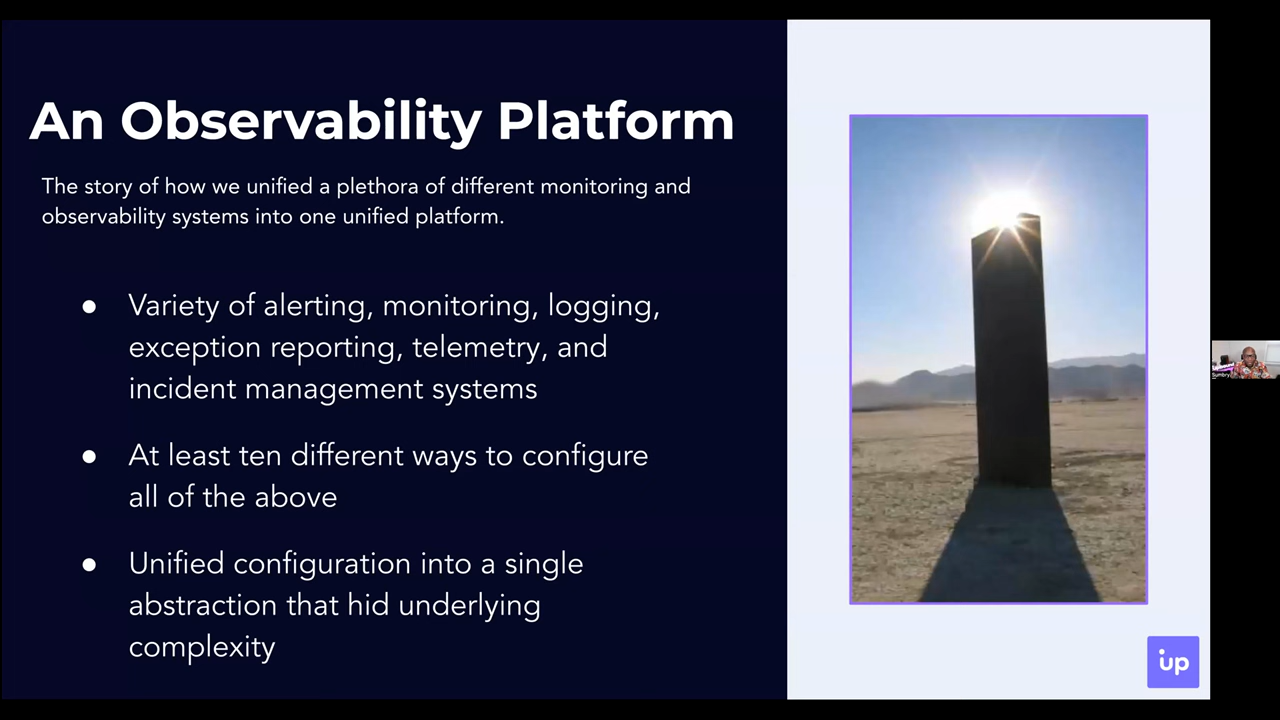 An Observability Platform
The story of how we unified a plethora of different monitoring and
observability systems into one unified platform.
● Variety of alerting, monitoring, logging,
exception reporting, telemetry, and
incident management systems
● At least ten different ways to configure
all of the above
● Unified configuration into a single
abstraction that hid underlying
complexity
up
Sumbry